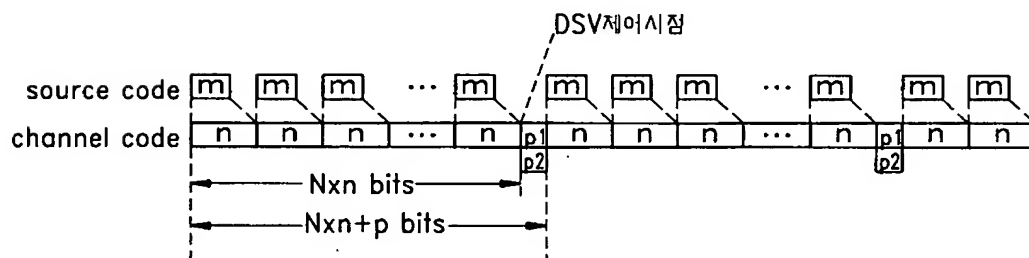 DSV제어시점
source code m m m ... m m m m ... m m m
channel code n n n ... n p1 n n n ... n p1 n n
p2 p2
Nxn bits
Nxn+p bits